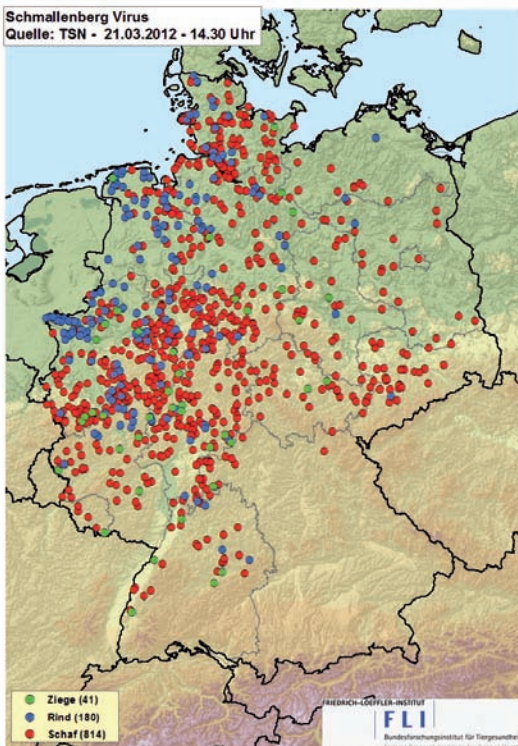 Schmallenberg Virus
Quelle: TSN - 21.03.2012 - 14.30 Uhr
Ziege (41)
Rind (180)
Schaf (814)
FRIEDRICH-LOEFFLER-INSTITUT
FLI
Bundesforschungsinstitut für Tiergesundhei